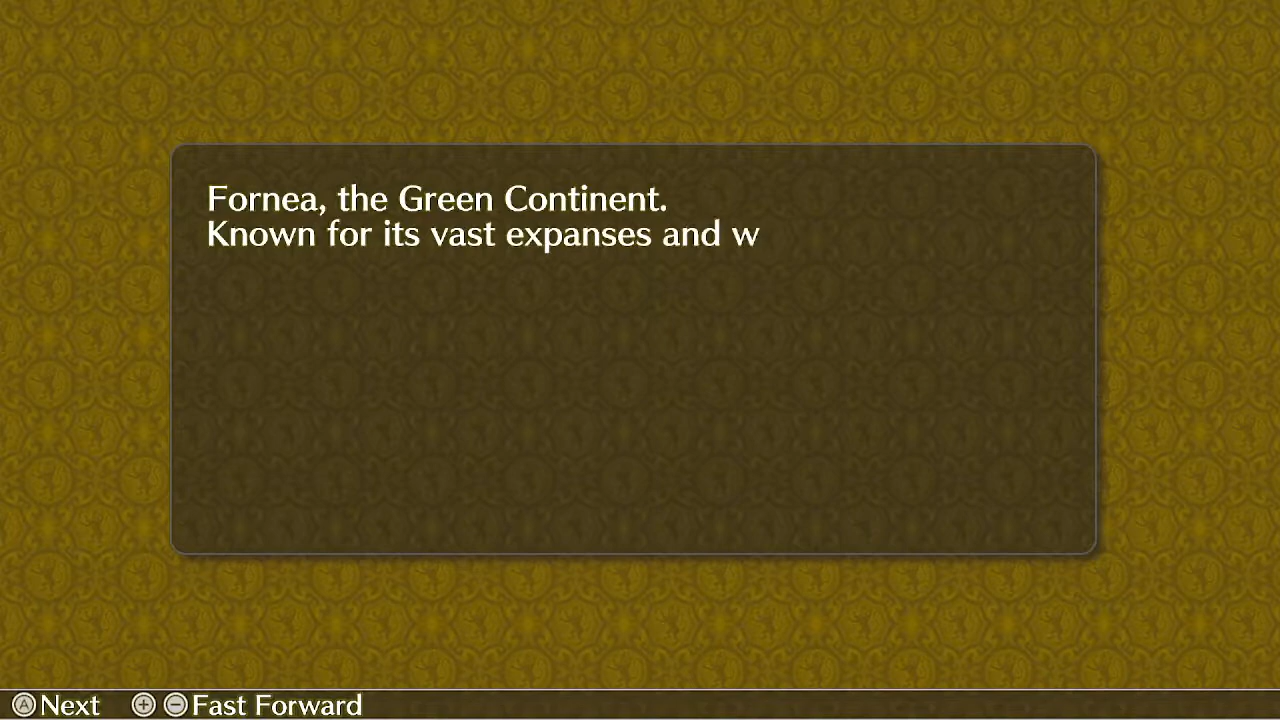 Fornea, the Green Continent.
Known for its vast expanses and w
A Next + − Fast Forward